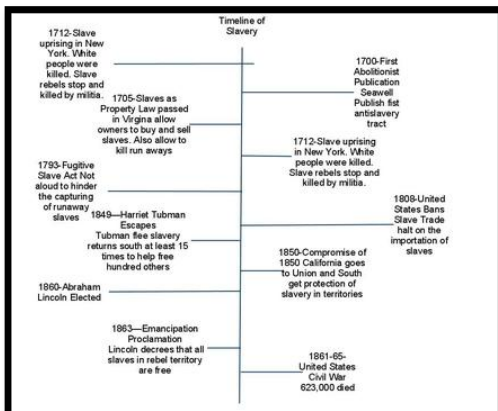 Timeline of
Slavery
1712-Slave
uprising in New
York. White
people were
killed. Slave
rebels stop and
killed by militia.
1700-First
Abolitionist
Publication
Seawell
Publish fist
antislavery
tract
1705-Slaves as
Property Law passed
in Virgina allow
owners to buy and sell
slaves. Also allow to
kill run aways
1712-Slave uprising
in New York. White
people were killed.
Slave rebels stop and
killed by militia.
1793-Fugitive
Slave Act Not
aloud to hinder
the capturing
of runaway
slaves
1808-United
States Bans
Slave Trade
halt on the
importation of
slaves
1849—Harriet Tubman
Escapes
Tubman flee slavery
returns south at least 15
times to help free
hundred others
1850-Compromise of
1850 California goes
to Union and South
get protection of
slavery in territories
1860-Abraham
Lincoln Elected
1863—Emancipation
Proclamation
Lincoln decrees that all
slaves in rebel territory
are free
1861-65-
United States
Civil War
623,000 died